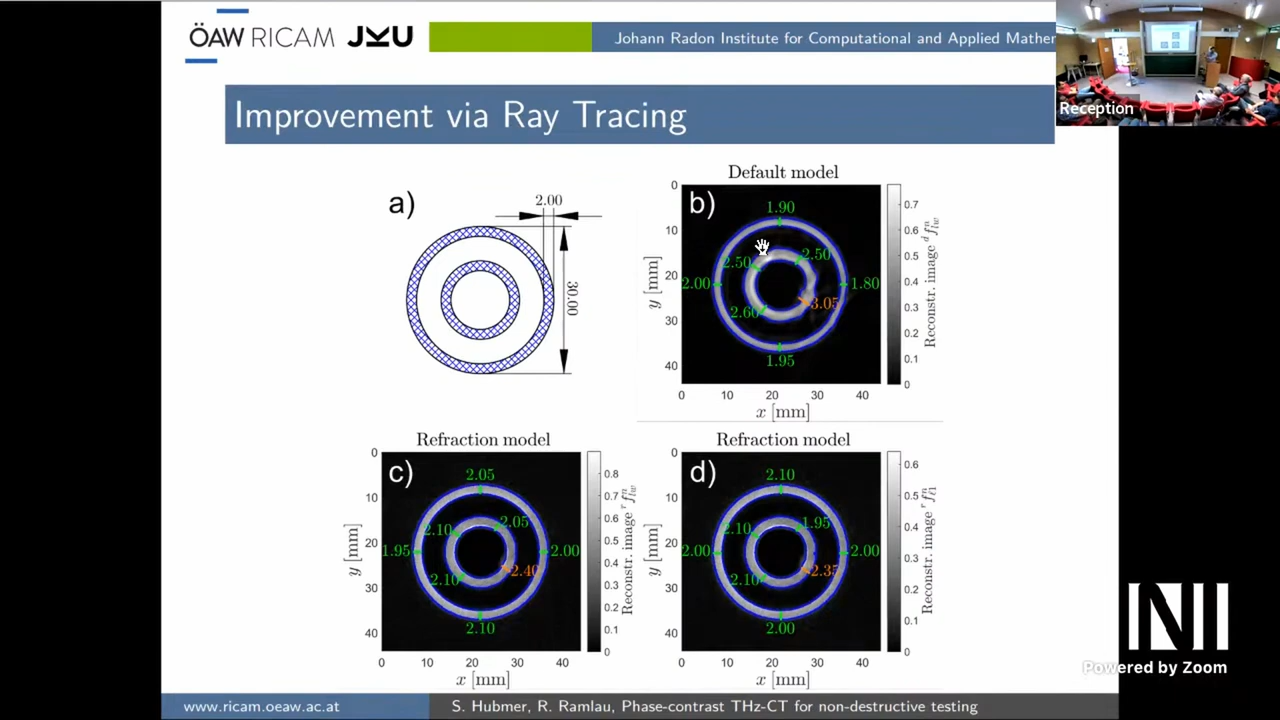 ÖAW RICAM JKU
Johann Radon Institute for Computational and Applied Mather
Reception
Improvement via Ray Tracing
a)
2.00
30.00
Default model
b)
1.90
2.50
2.50
2.00
1.80
3.05
2.60
1.95
0
10
20
30
40
y [mm]
0 10 20 30 40
x [mm]
0.7
0.6
0.5
0.4
0.3
0.2
0.1
0
Reconstr. image ᵈfⁿₗw
Refraction model
c)
2.05
2.10
2.05
1.95
2.00
2.40
2.10
2.10
0
10
20
30
40
y [mm]
0 10 20 30 40
x [mm]
0.8
0.7
0.6
0.5
0.4
0.3
0.2
0.1
0
Reconstr. image ʳfⁿₗw
Refraction model
d)
2.10
2.10
1.95
2.00
2.00
2.35
2.10
2.00
0
10
20
30
40
y [mm]
0 10 20 30 40
x [mm]
0.6
0.5
0.4
0.3
0.2
0.1
0
Reconstr. image ʳfⁿℓ1
NI
Powered by Zoom
www.ricam.oeaw.ac.at
S. Hubmer, R. Ramlau, Phase-contrast THz-CT for non-destructive testing